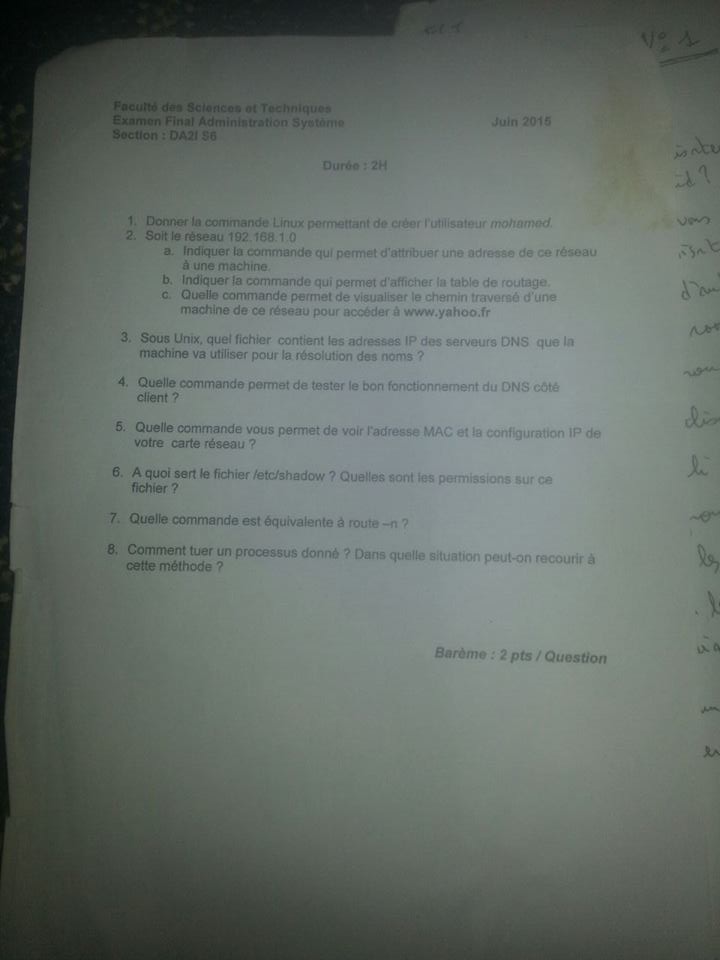 N° 1
Faculté des Sciences et Techniques
Examen Final Administration Système Juin 2015
Section : DA2I S6
Durée : 2H
1. Donner la commande Linux permettant de créer l'utilisateur mohamed.
2. Soit le réseau 192.168.1.0
a. Indiquer la commande qui permet d'attribuer une adresse de ce réseau
à une machine.
b. Indiquer la commande qui permet d'afficher la table de routage.
c. Quelle commande permet de visualiser le chemin traversé d'une
machine de ce réseau pour accéder à www.yahoo.fr
3. Sous Unix, quel fichier contient les adresses IP des serveurs DNS que la
machine va utiliser pour la résolution des noms ?
4. Quelle commande permet de tester le bon fonctionnement du DNS côté
client ?
5. Quelle commande vous permet de voir l'adresse MAC et la configuration IP de
votre carte réseau ?
6. A quoi sert le fichier /etc/shadow ? Quelles sont les permissions sur ce
fichier ?
7. Quelle commande est équivalente à route –n ?
8. Comment tuer un processus donné ? Dans quelle situation peut-on recourir à
cette méthode ?
Barème : 2 pts / Question
vous